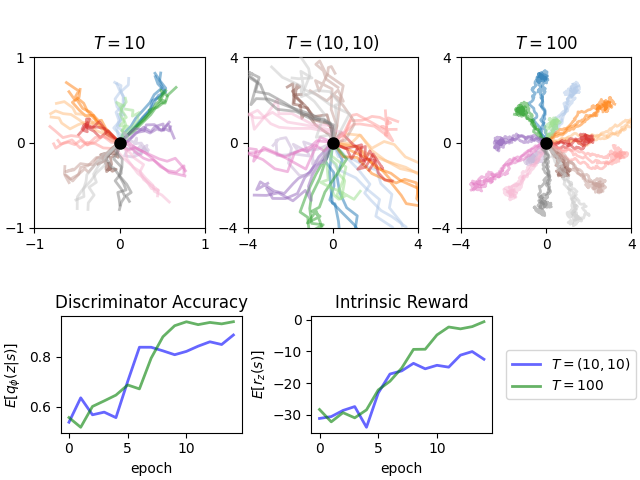 T = 10
T = (10, 10)
T = 100
1
0
−1
−1
0
1
4
0
−4
−4
0
4
4
0
−4
−4
0
4
Discriminator Accuracy
Intrinsic Reward
E[qϕ(z|s)]
0.8
0.6
0
5
10
epoch
E[rz(s)]
0
−10
−20
−30
0
5
10
epoch
T = (10, 10)
T = 100